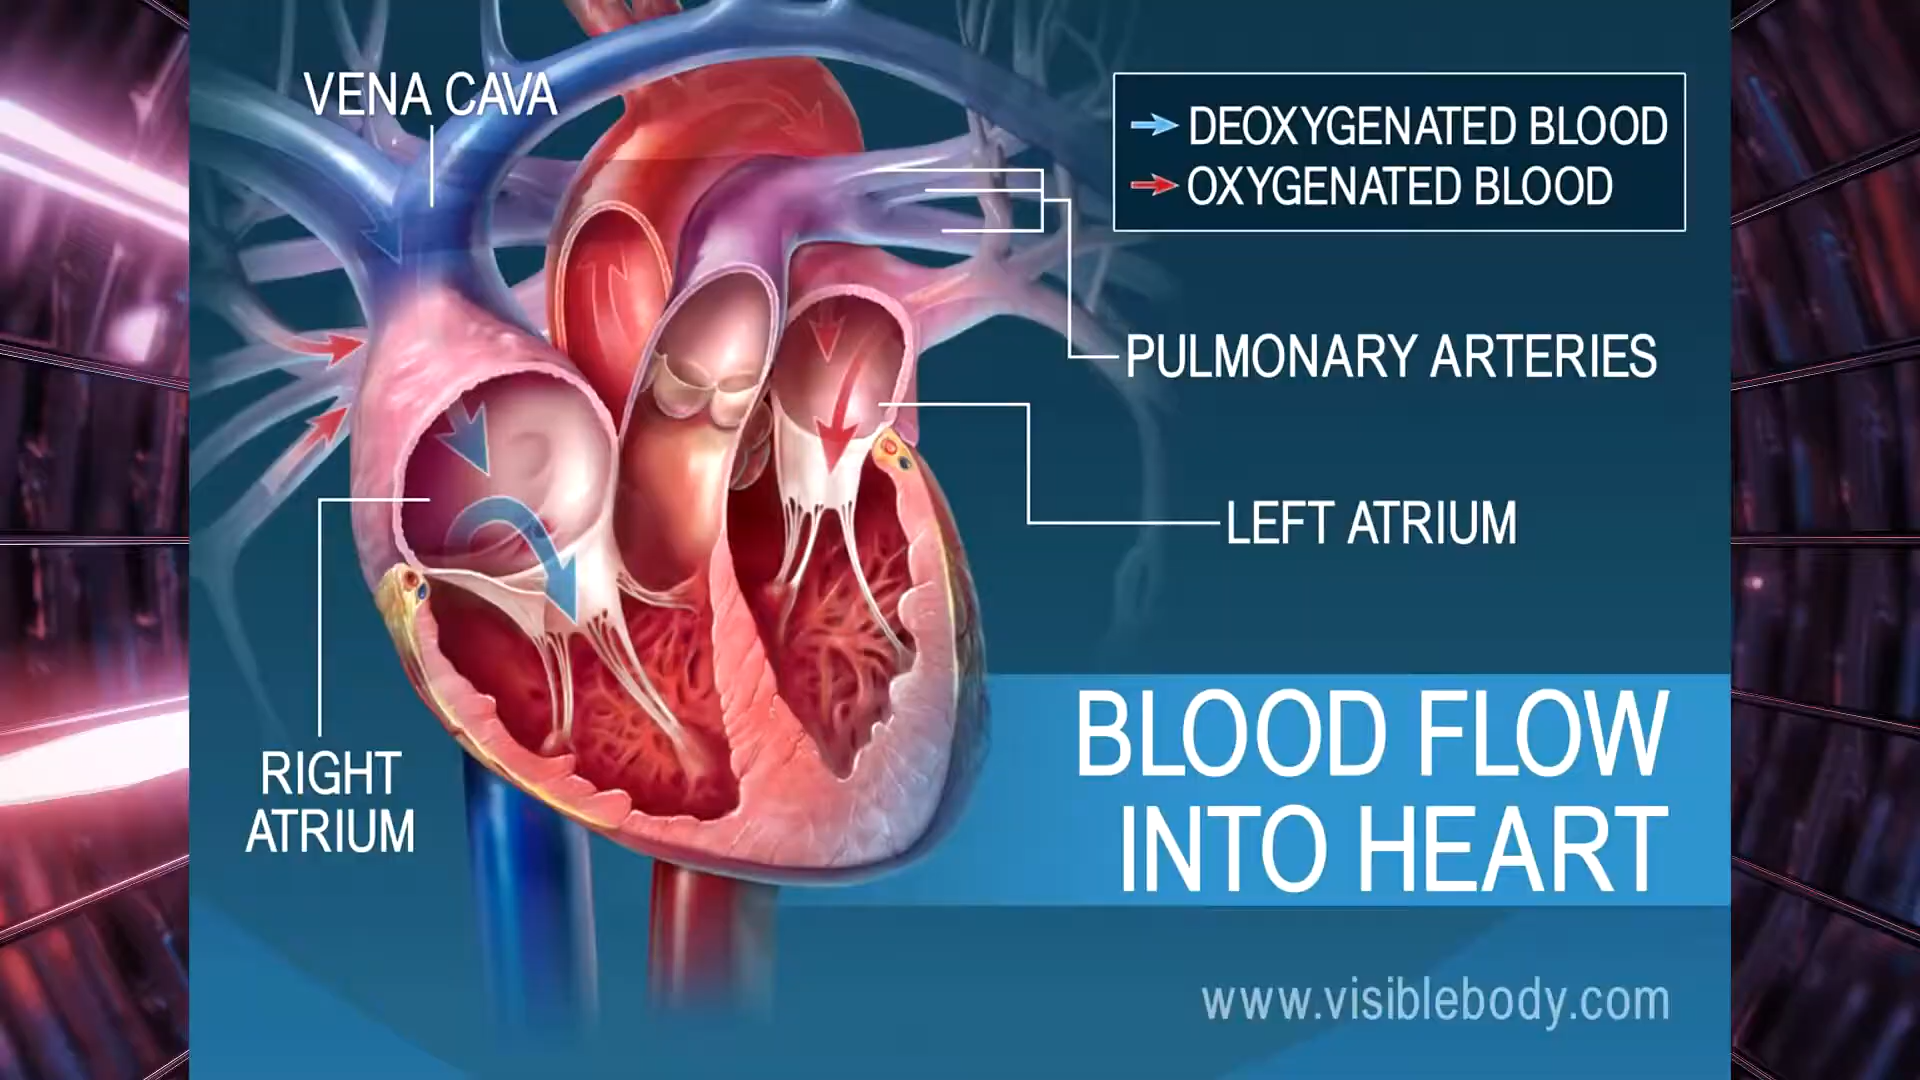 VENA CAVA
DEOXYGENATED BLOOD
OXYGENATED BLOOD
PULMONARY ARTERIES
LEFT ATRIUM
RIGHT
ATRIUM
BLOOD FLOW
INTO HEART
www.visiblebody.com